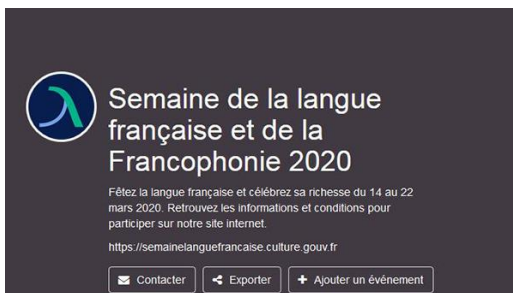 Semaine de la langue
française et de la
Francophonie 2020
Fêtez la langue française et célébrez sa richesse du 14 au 22
mars 2020. Retrouvez les informations et conditions pour
participer sur notre site internet.
https://semainelanguefrancaise.culture.gouv.fr
Contacter Exporter Ajouter un événement